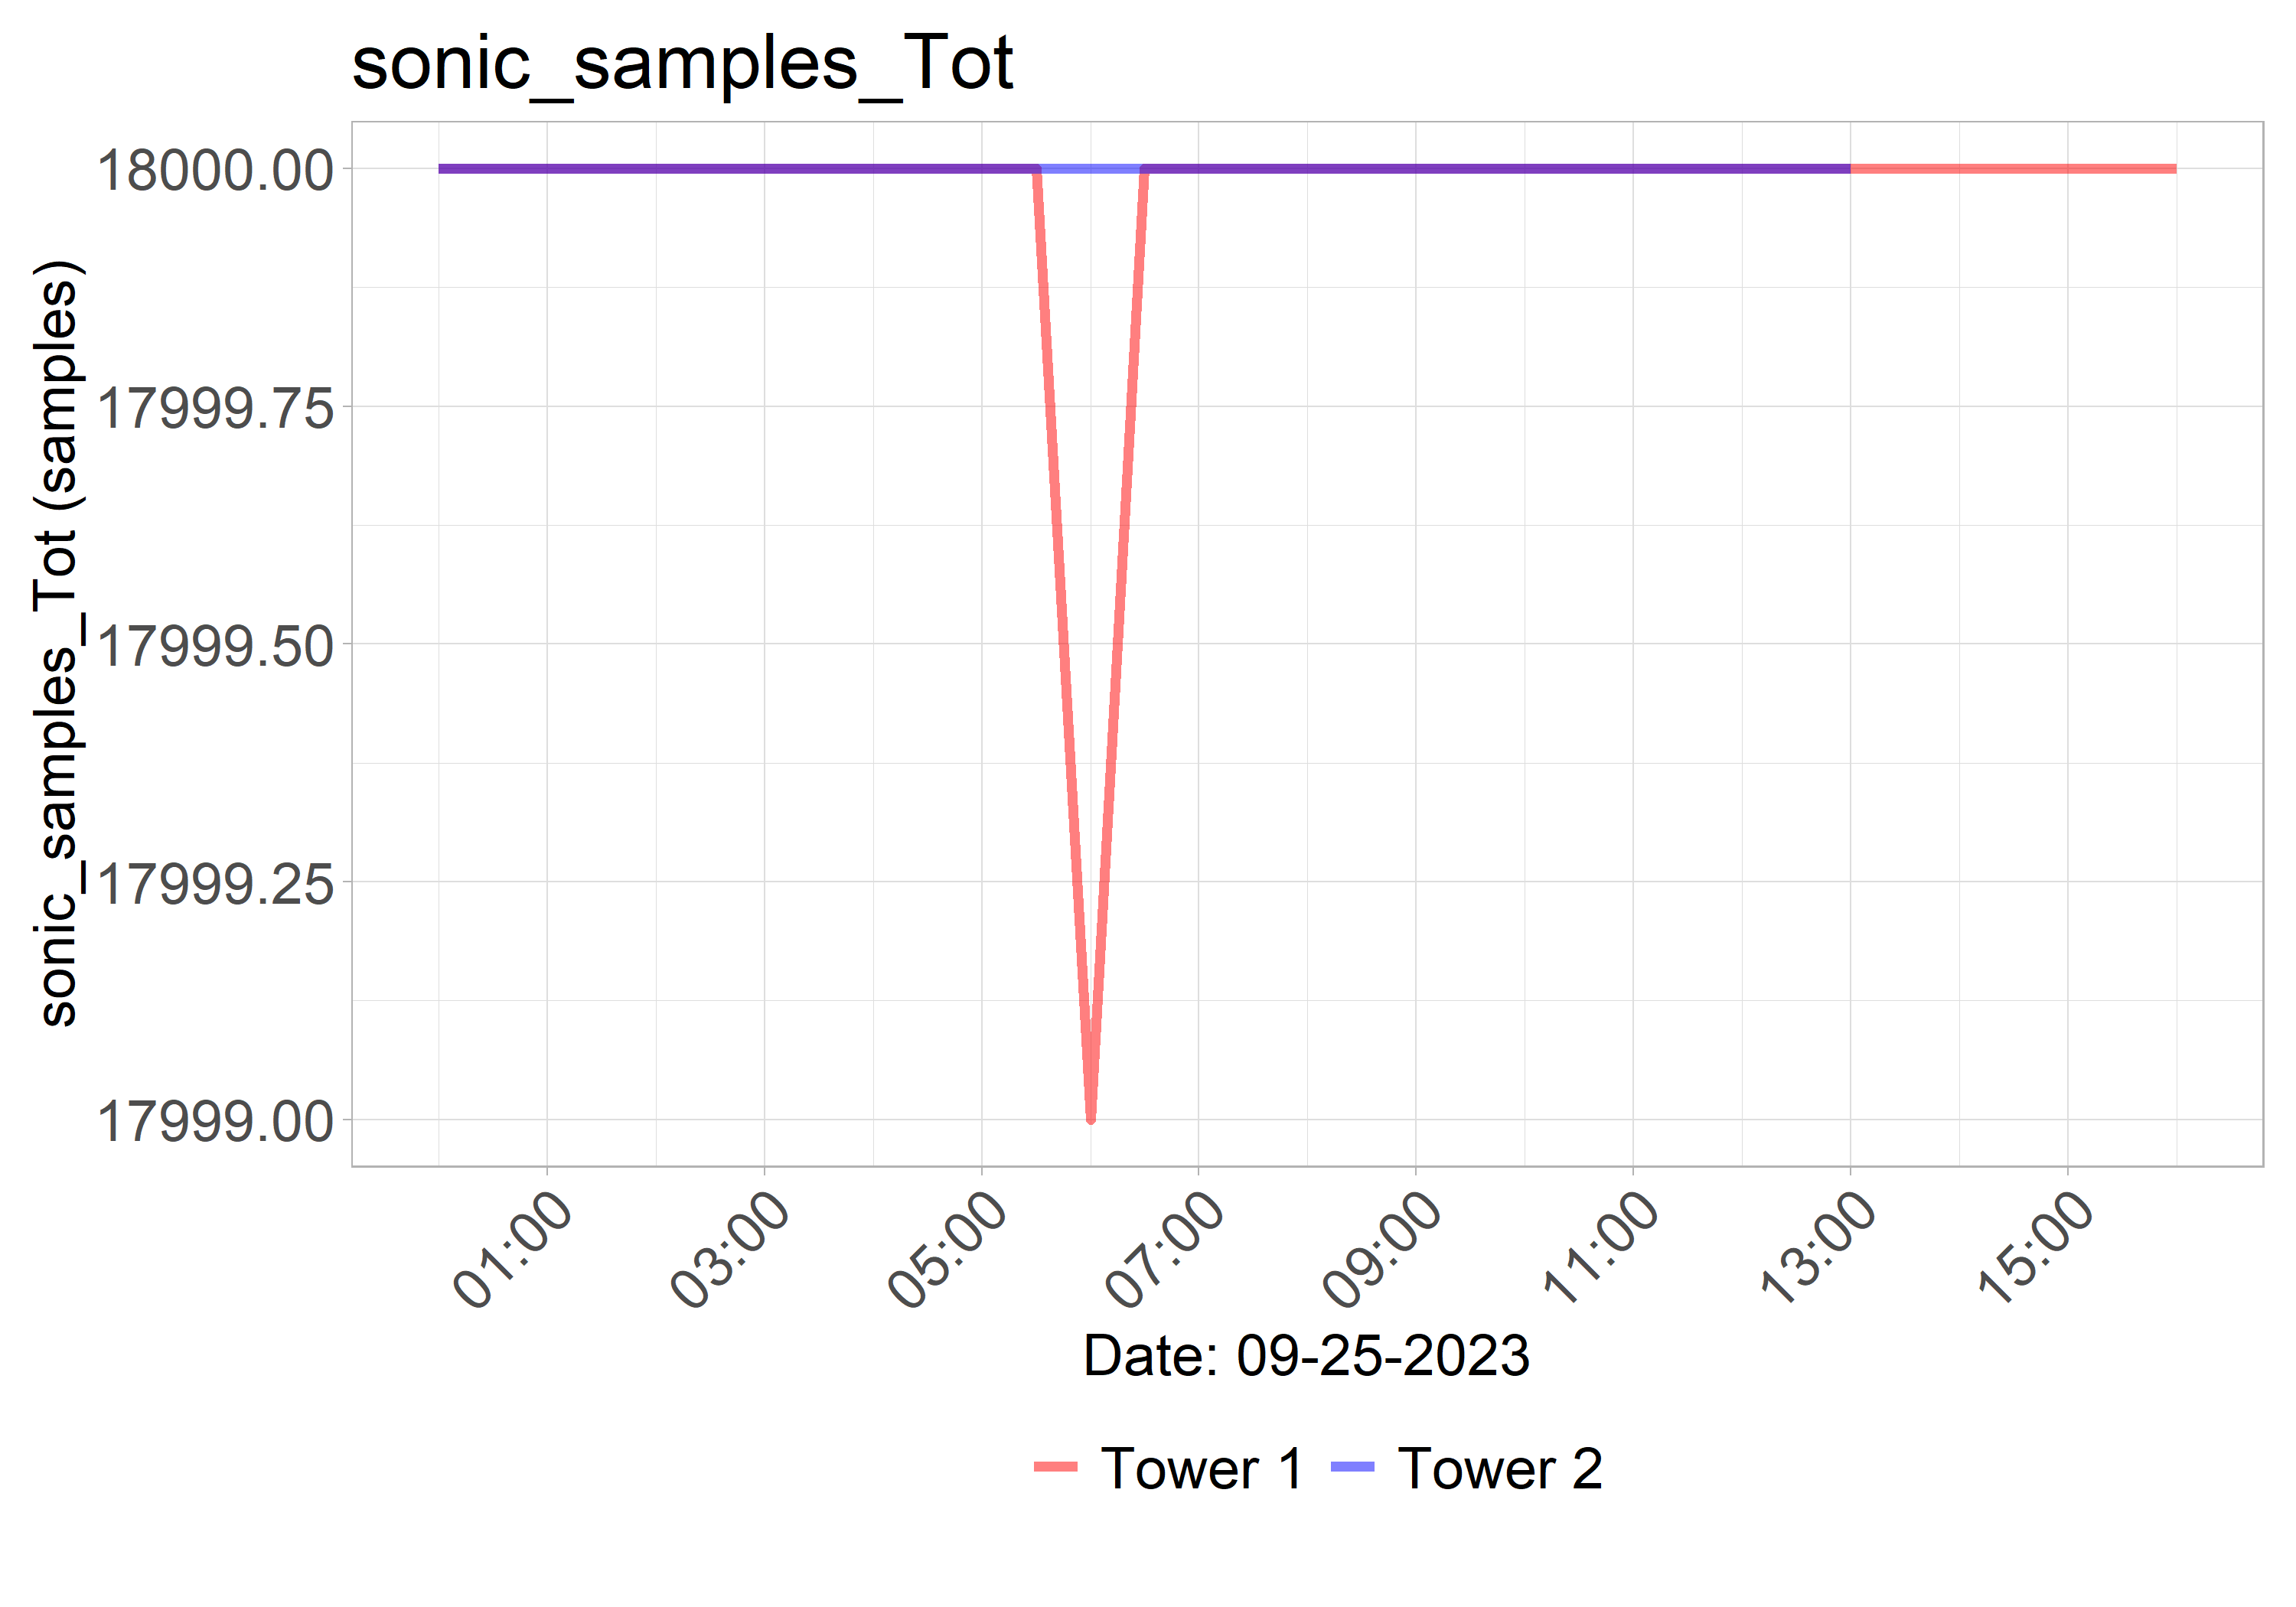 sonic_samples_Tot
sonic_samples_Tot (samples)
18000.00
17999.75
17999.50
17999.25
17999.00
01:00
03:00
05:00
07:00
09:00
11:00
13:00
15:00
Date: 09-25-2023
Tower 1
Tower 2